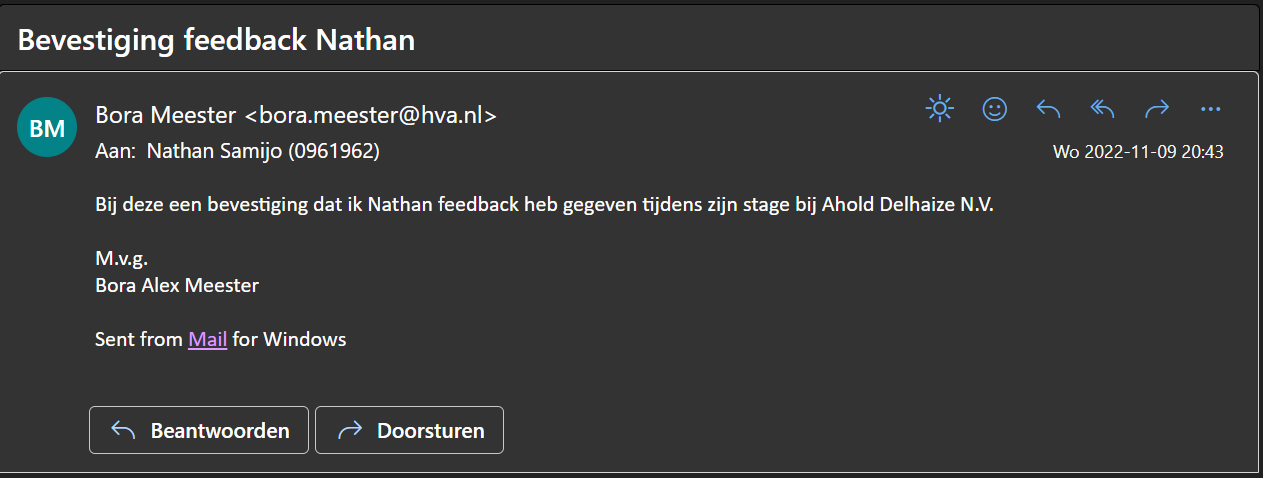 Bevestiging feedback Nathan
BM
Bora Meester <bora.meester@hva.nl>
Aan: Nathan Samijo (0961962)
Wo 2022-11-09 20:43
Bij deze een bevestiging dat ik Nathan feedback heb gegeven tijdens zijn stage bij Ahold Delhaize N.V.
M.v.g.
Bora Alex Meester
Sent from Mail for Windows
Beantwoorden
Doorsturen